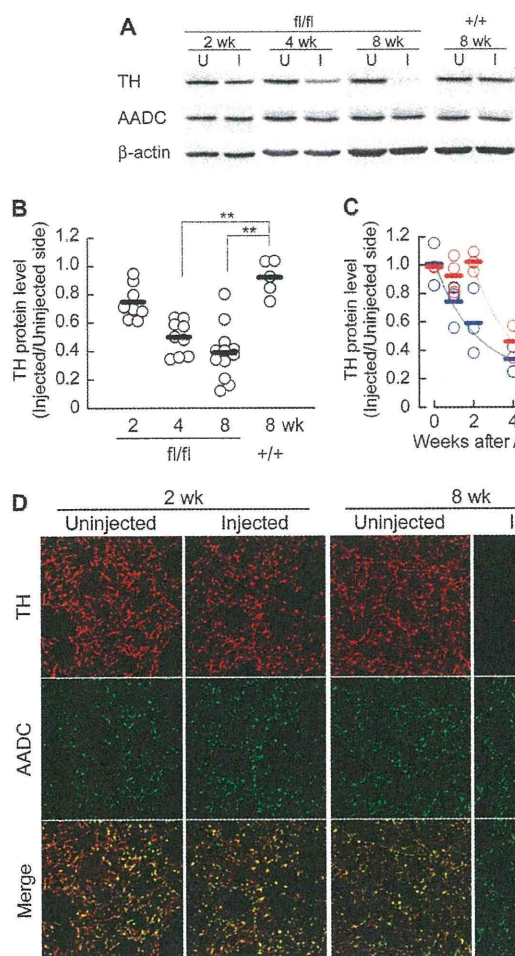 A
fl/fl +/+
2 wk 4 wk 8 wk 8 wk
U I U I U I U I
TH
AADC
β-actin
B
** **
TH protein level
(Injected/Uninjected side)
1.2
1.0
0.8
0.6
0.4
0.2
0
2 4 8 8 wk
fl/fl +/+
C
TH protein level
(Injected/Uninjected side)
1.2
1.0
0.8
0.6
0.4
0.2
0
0 1 2 4
Weeks after
D
2 wk 8 wk
Uninjected Injected Uninjected
TH
AADC
Merge